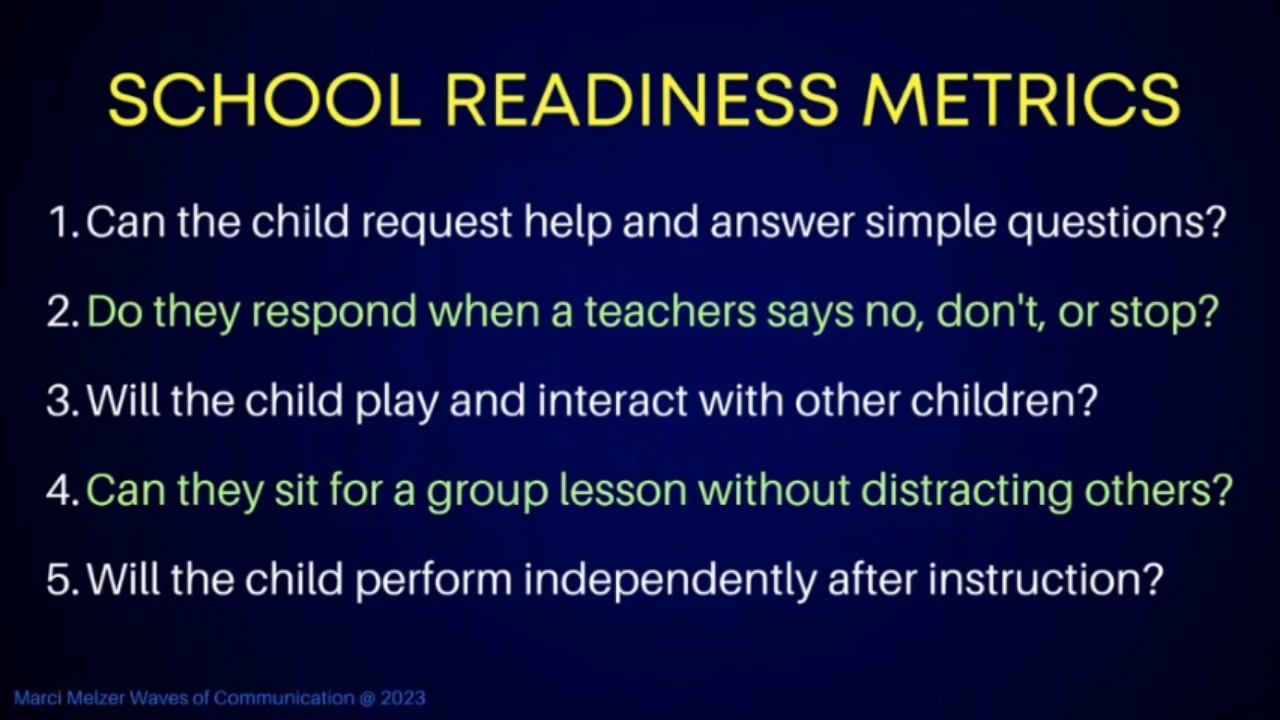 SCHOOL READINESS METRICS
1. Can the child request help and answer simple questions?
2. Do they respond when a teachers says no, don't, or stop?
3. Will the child play and interact with other children?
4. Can they sit for a group lesson without distracting others?
5. Will the child perform independently after instruction?
Marci Melzer Waves of Communication @ 2023